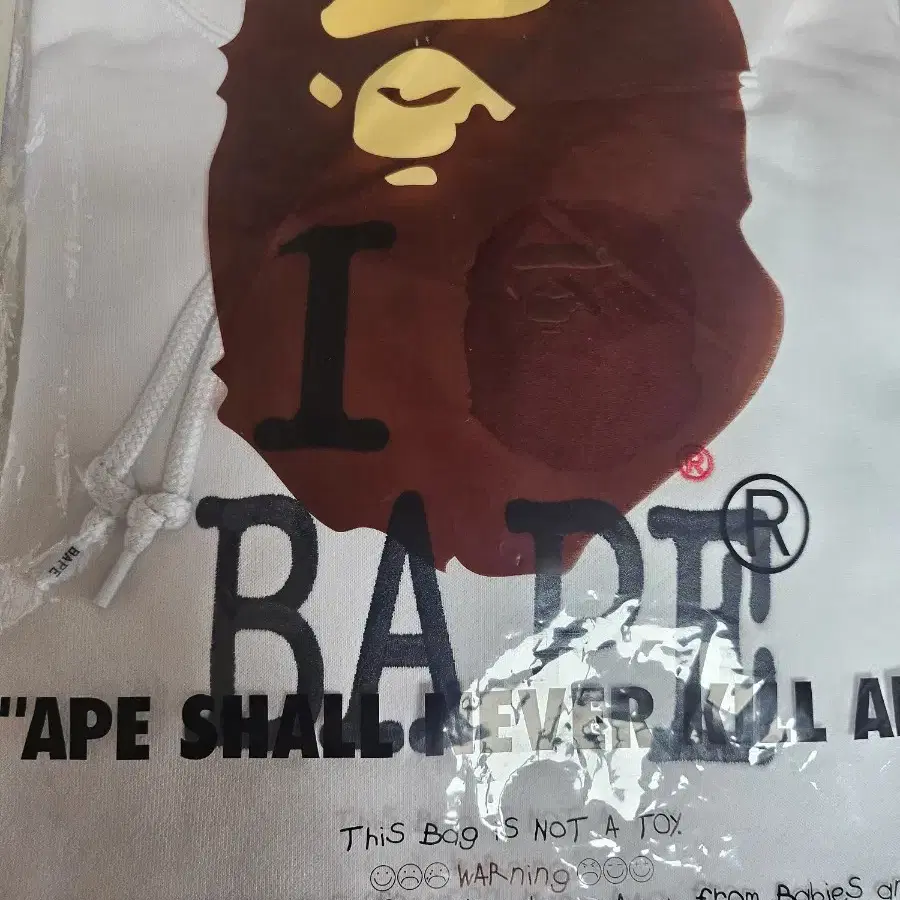 I
®
BAPE
®
BAPE
"APE SHALL NEVER KILL
This Bag is NOT A TOY.
WARning
from Babies